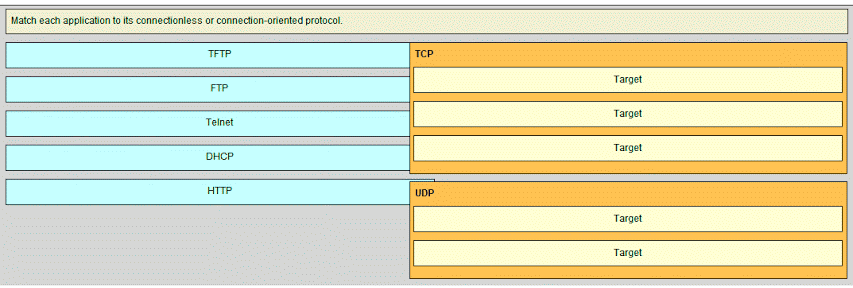 Match each application to its connectionless or connection-oriented protocol.
TFTP
FTP
Telnet
DHCP
HTTP
TCP
Target
Target
Target
UDP
Target
Target